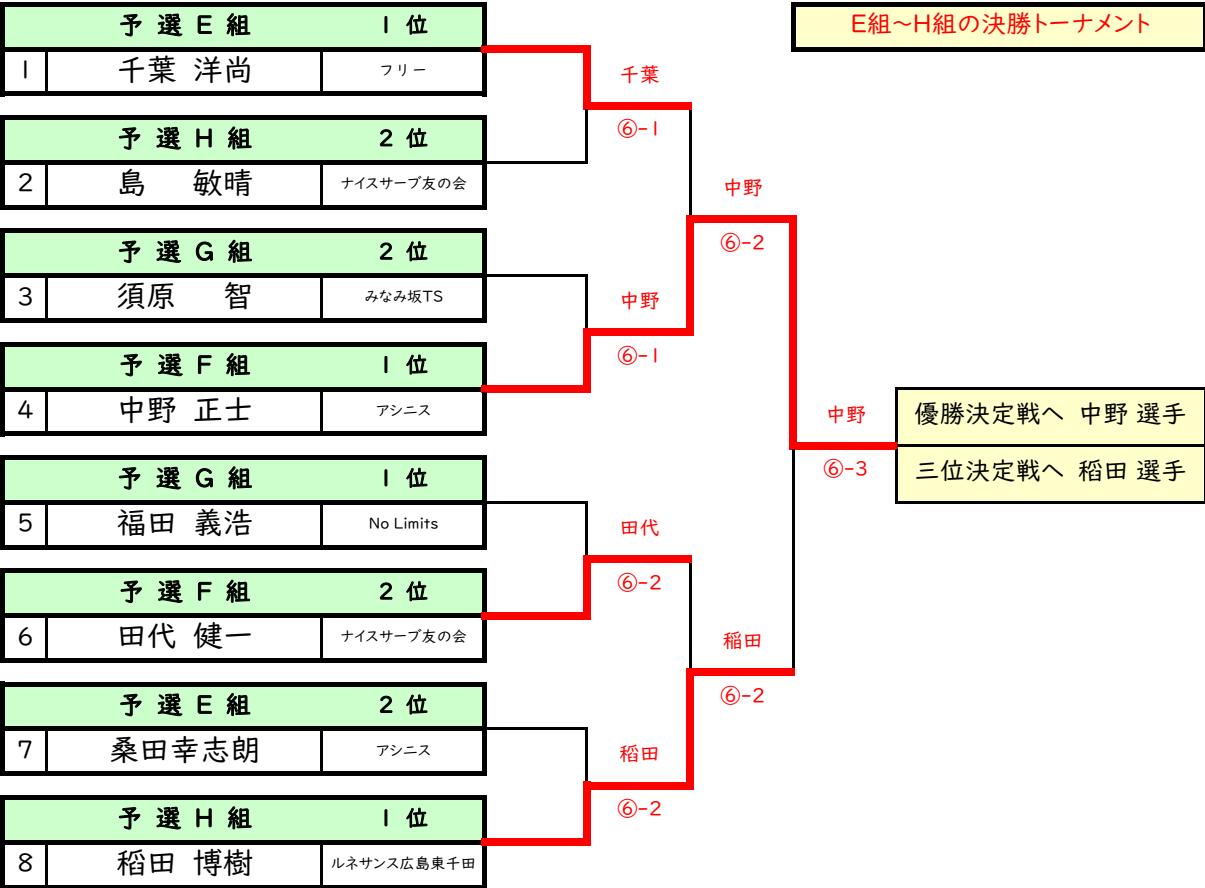 予 選 E 組 1 位
E組～H組の決勝トーナメント
1 千葉 洋尚 フリー
千葉
⑥-1
予 選 H 組 2 位
2 島 敏晴 ナイスサーブ友の会
中野
⑥-2
予 選 G 組 2 位
3 須原 智 みなみ坂TS
中野
⑥-1
予 選 F 組 1 位
4 中野 正士 アシニス
中野
⑥-3
優勝決定戦へ 中野 選手
三位決定戦へ 稲田 選手
予 選 G 組 1 位
5 福田 義浩 No Limits
田代
⑥-2
予 選 F 組 2 位
6 田代 健一 ナイスサーブ友の会
稲田
⑥-2
予 選 E 組 2 位
7 桑田幸志朗 アシニス
稲田
⑥-2
予 選 H 組 1 位
8 稲田 博樹 ルネサンス広島東千田